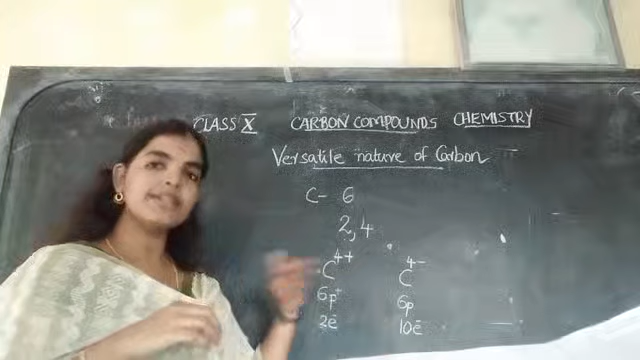 CLASS X CARBON COMPOUNDS CHEMISTRY
Versatile nature of Carbon
C- 6
2,4
C⁴⁺⁺ C⁴⁻
6p⁺ 6p
2e⁻ 10e⁻